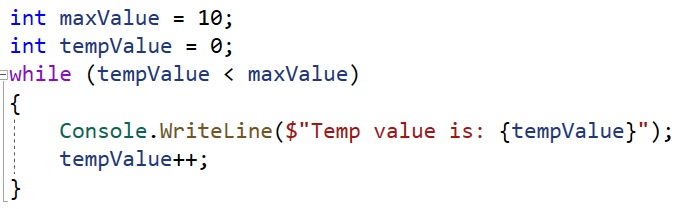 int maxValue = 10;
int tempValue = 0;
while (tempValue < maxValue)
{
    Console.WriteLine($"Temp value is: {tempValue}");
    tempValue++;
}